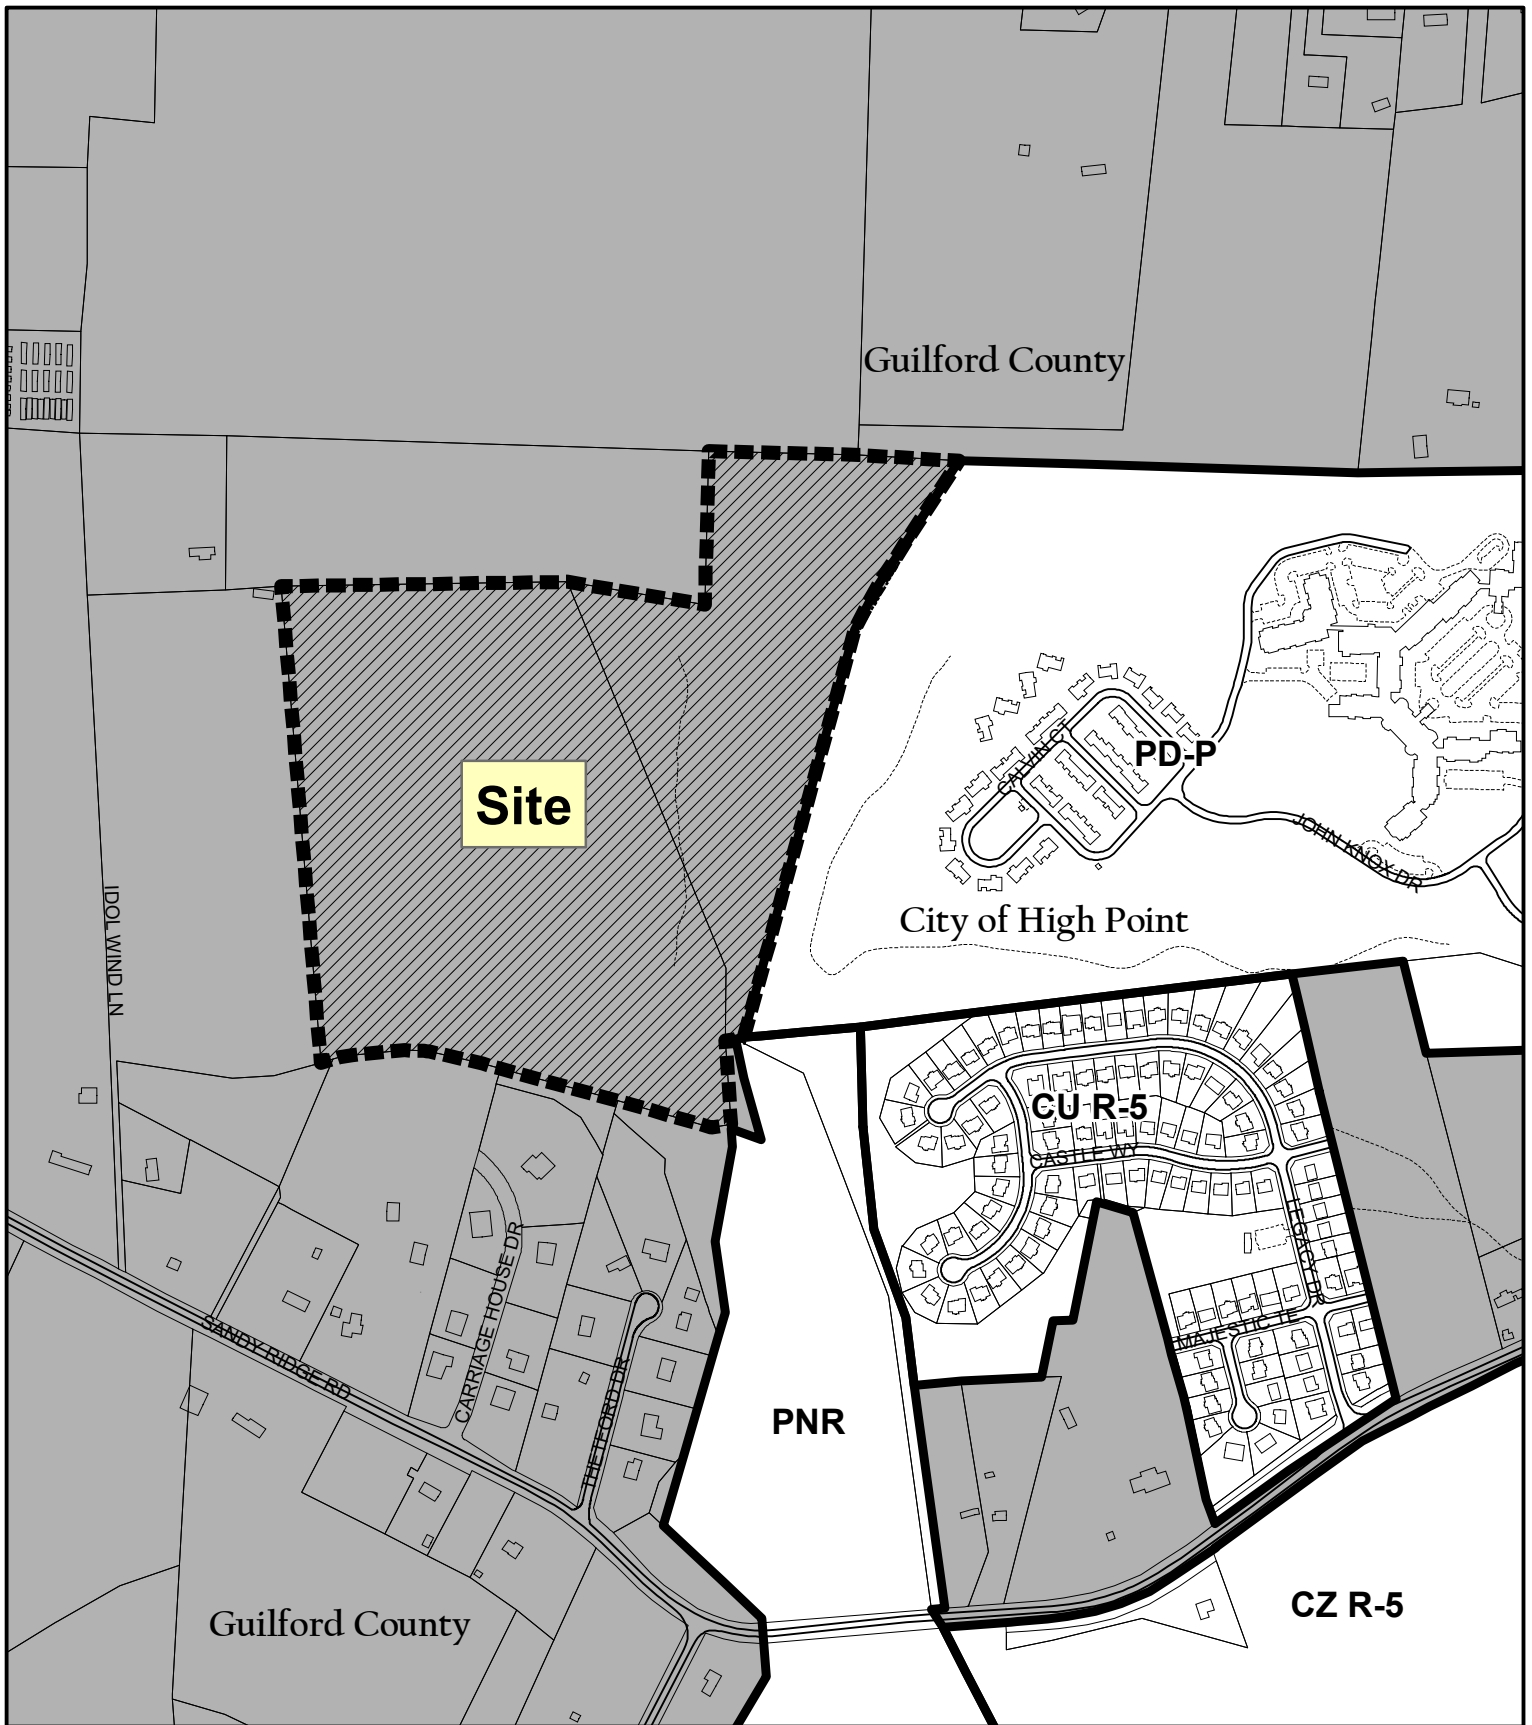 Guilford County
PD-P
CALVIN CT
Site
JOHN KNOX DR
IDOL WIND LN
City of High Point
CU R-5
CASTLE WY
LEGACY DR
CARRIAGE HOUSE DR
SANDY RIDGE RD
MAJESTIC TE
THETFORD DR
PNR
CZ R-5
Guilford County